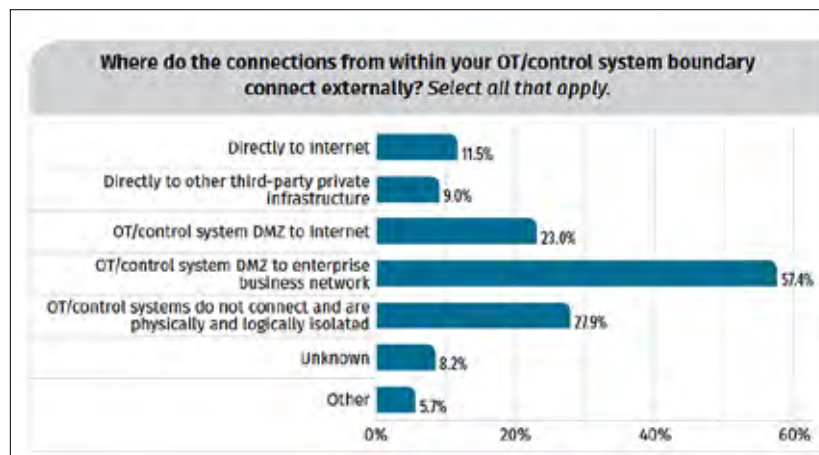 Where do the connections from within your OT/control system boundary
connect externally? Select all that apply.
Directly to Internet
11.5%
Directly to other third-party private
infrastructure
9.0%
OT/control system DMZ to Internet
23.0%
OT/control system DMZ to enterprise
business network
57.4%
OT/control systems do not connect and are
physically and logically isolated
27.9%
Unknown
8.2%
Other
5.7%
0%
20%
40%
60%